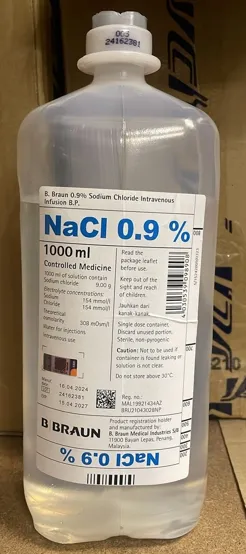 005
24162381
B. Braun 0.9% Sodium Chloride Intravenous
Infusion B.P.
NaCl 0.9 %
1000 ml
Controlled Medicine
1000 ml of solution contain
Sodium chloride 9,00 g
Electrolyte concentrations:
Sodium 154 mmol/l
Chloride 154 mmol/l
Theoretical
osmolarity 308 mOsm/l
Water for injections
Read the
package leaflet
before use.
Keep out of the
sight and reach
of children.
Jauhkan dari
kanak-kanak.
Single dose container.
Discard unused portion.
Sterile, non-pyrogenic
Caution: Not to be used if
container is found leaking or
solution is not clear.
Do not store above 30°C.
19.04.2024
24162381
18.04.2027
Reg. no.:
MAL19921434AZ
BRU21043028NP
B BRAUN
Product registration holder
and manufactured by:
B. Braun Medical Industries S/B
11900 Bayan Lepas, Penang,
Malaysia.
NaCl 0.9 %